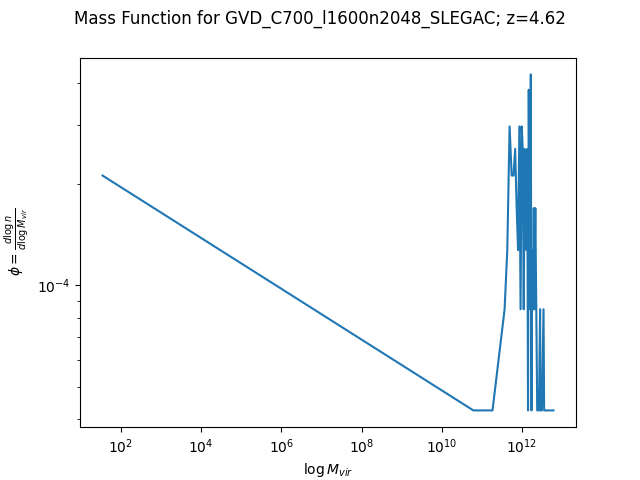 Mass Function for GVD_C700_l1600n2048_SLEGAC; z=4.62
ϕ = d log n / d log M_vir
10^-4
10^2 10^4 10^6 10^8 10^10 10^12
log M_vir